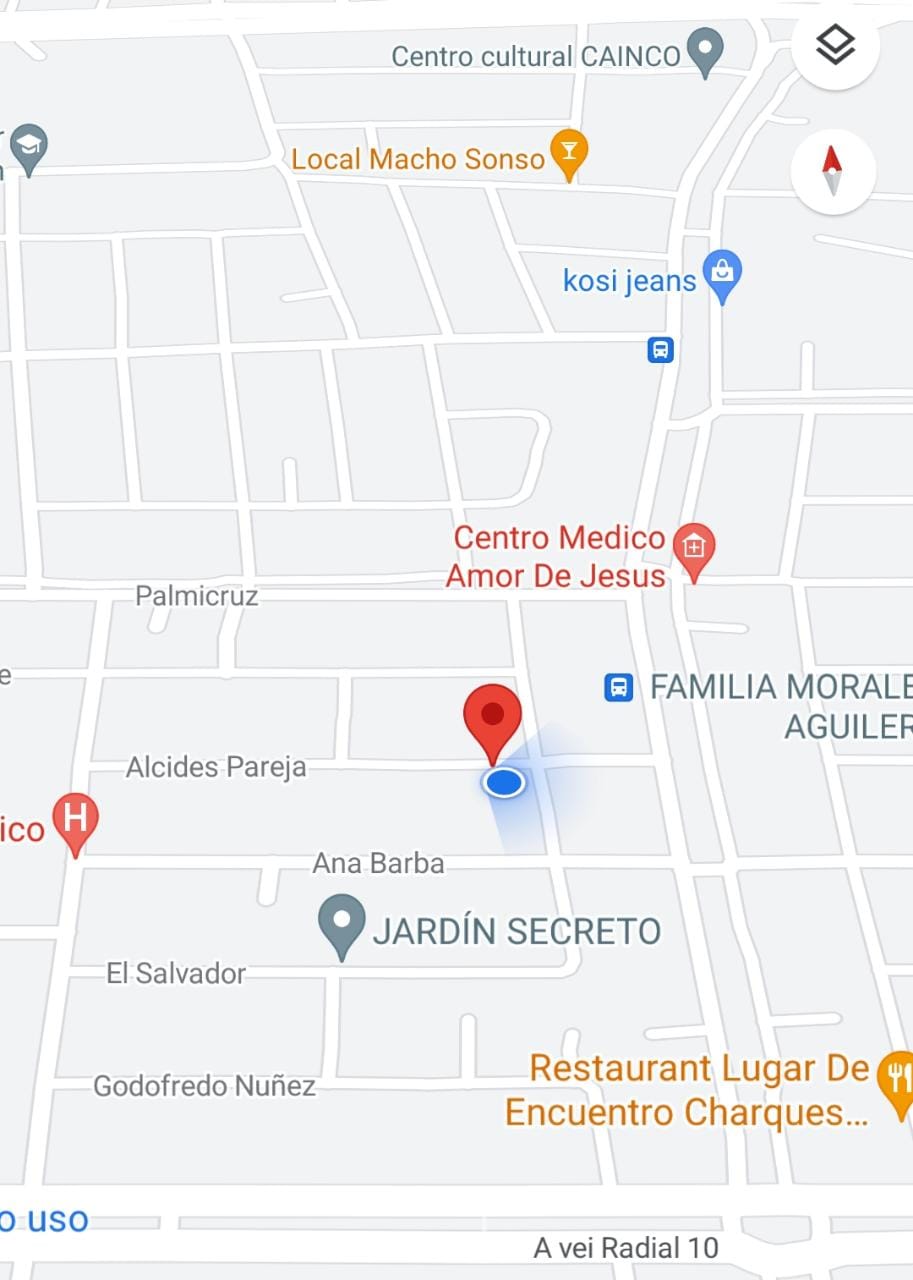 Centro cultural CAINCO
Local Macho Sonso
kosi jeans
Centro Medico
Amor De Jesus
Palmicruz
FAMILIA MORALE
AGUILER
Alcides Pareja
H
ico
Ana Barba
JARDÍN SECRETO
El Salvador
Restaurant Lugar De
Godofredo Nuñez
Encuentro Charques...
o uso
A vei Radial 10